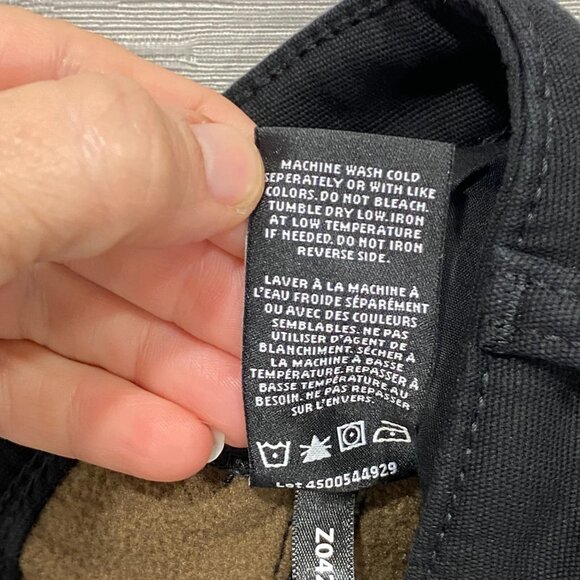 MACHINE WASH COLD
SEPERATELY OR WITH LIKE
COLORS. DO NOT BLEACH.
TUMBLE DRY LOW. IRON
AT LOW TEMPERATURE
IF NEEDED. DO NOT IRON
REVERSE SIDE.
LAVER À LA MACHINE À
L'EAU FROIDE SÉPARÉMENT
OU AVEC DES COULEURS
SEMBLABLES. NE PAS
UTILISER D'AGENT DE
BLANCHIMENT. SÉCHER À
LA MACHINE À BASSE
TEMPÉRATURE. REPASSER À
BASSE TEMPÉRATURE AU
BESOIN. NE PAS REPASSER
SUR L'ENVERS.
Lot 4500544929